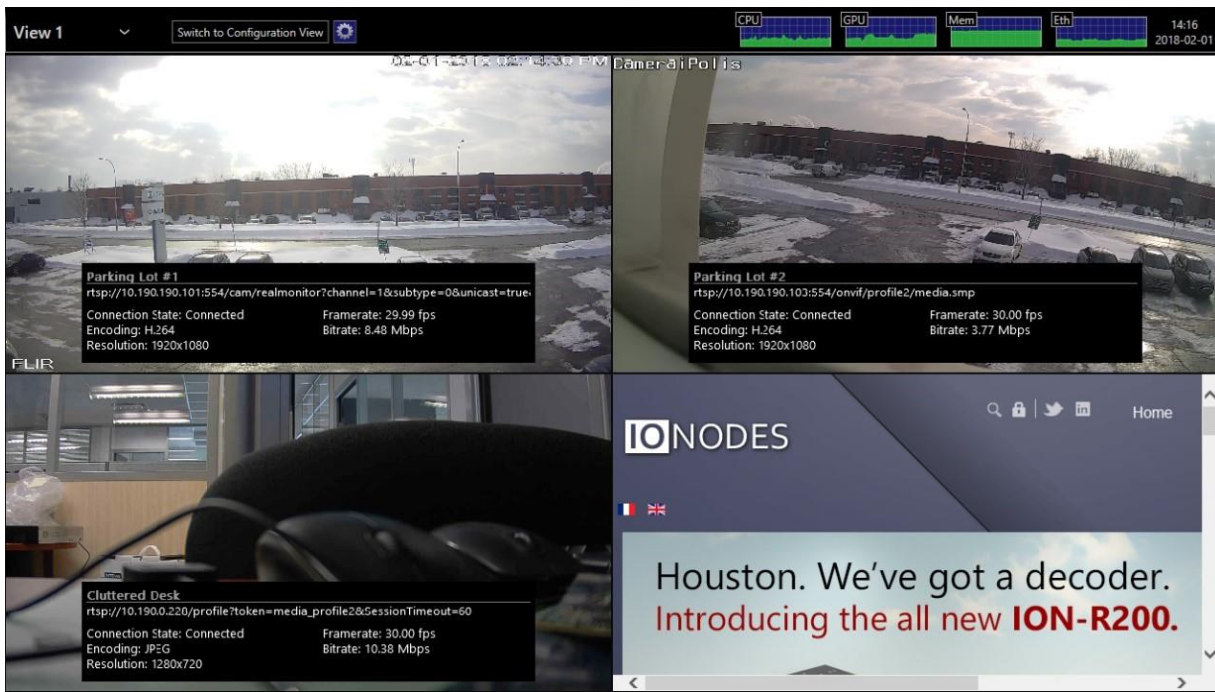 View 1
Switch to Configuration View
CPU
GPU
Mem
Eth
14:16
2018-02-01
PM
CameraiPolis
Parking Lot #1
rtsp://10.190.190.101:554/cam/realmonitor?channel=1&subtype=0&unicast=true
Connection State: Connected
Framerate: 29.99 fps
Encoding: H.264
Bitrate: 8.48 Mbps
Resolution: 1920x1080
FLIR
Parking Lot #2
rtsp://10.190.190.103:554/onvif/profile2/media.smp
Connection State: Connected
Framerate: 30.00 fps
Encoding: H.264
Bitrate: 3.77 Mbps
Resolution: 1920x1080
Cluttered Desk
rtsp://10.190.0.228/profile?token=media_profile2&SessionTimeout=60
Connection State: Connected
Framerate: 30.00 fps
Encoding: JPEG
Bitrate: 10.38 Mbps
Resolution: 1280x720
IONODES
Home
Houston. We've got a decoder.
Introducing the all new ION-R200.